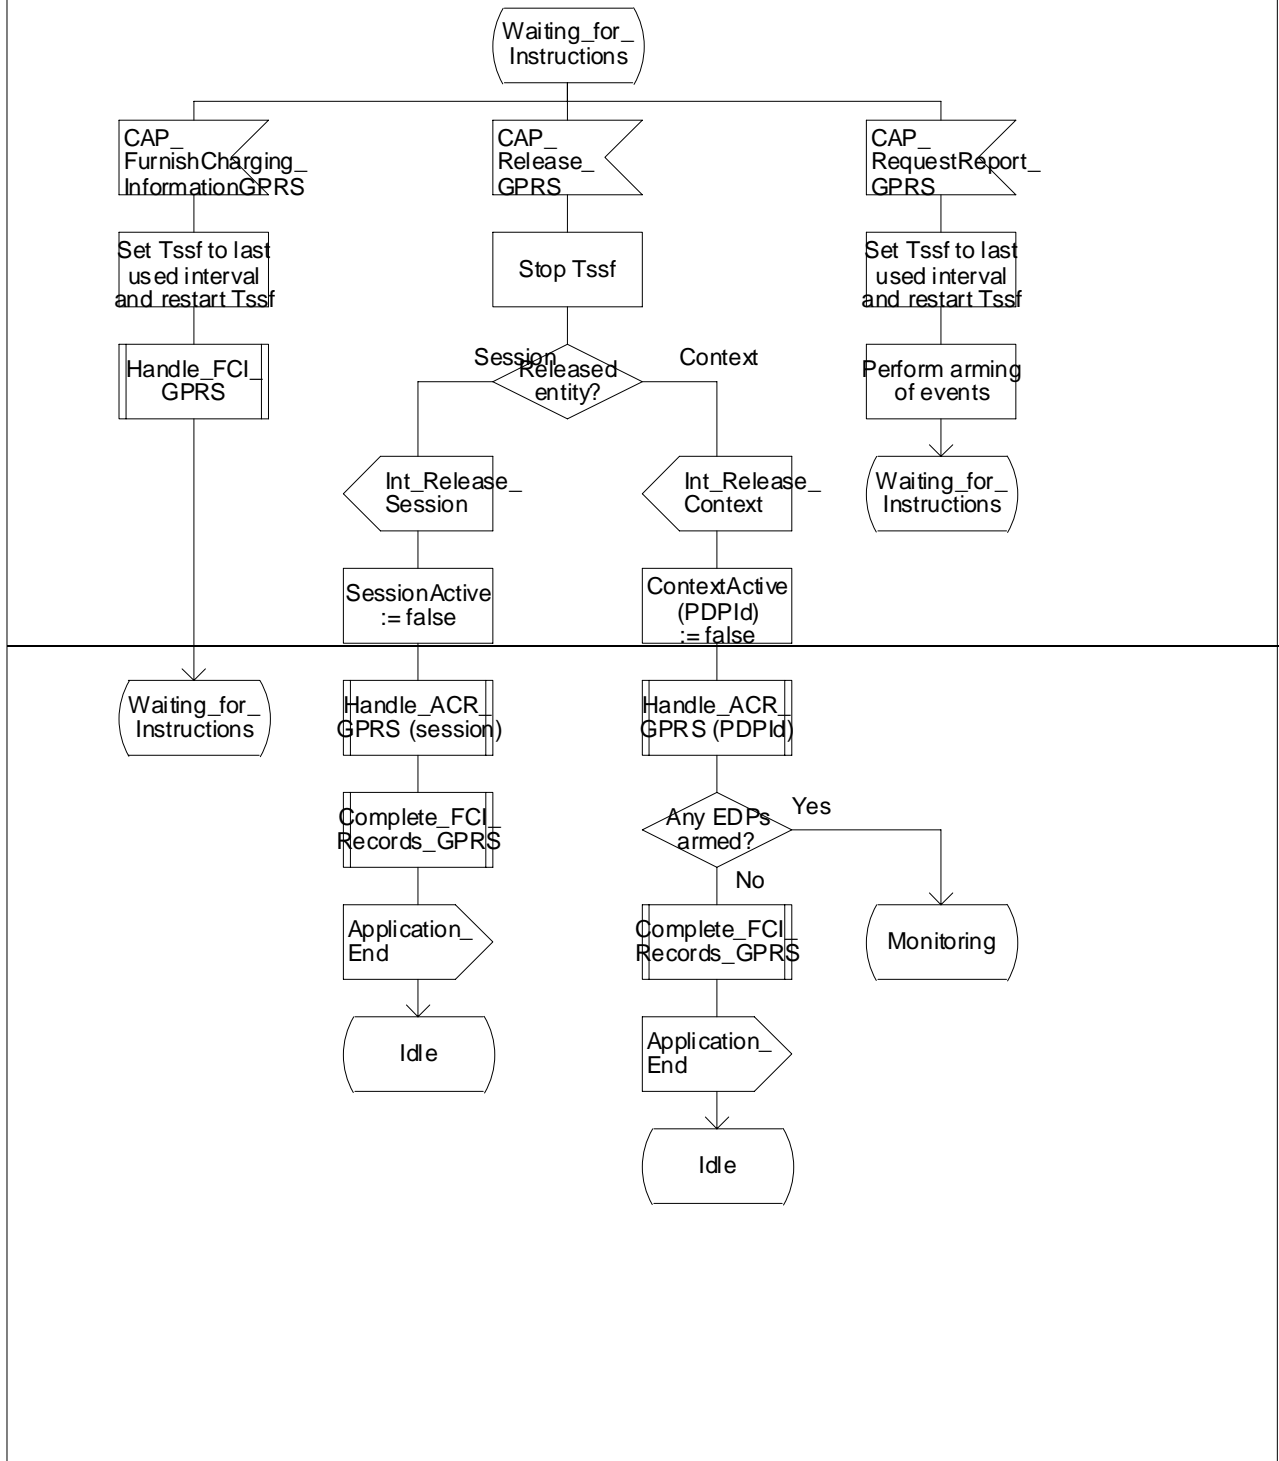 Waiting_for_
Instructions
CAP_
FurnishCharging_
InformationGPRS
CAP_
Release_
GPRS
CAP_
RequestReport_
GPRS
Set Tssf to last
used interval
and restart Tssf
Stop Tssf
Set Tssf to last
used interval
and restart Tssf
Handle_FCI_
GPRS
Session
Released
entity?
Context
Perform arming
of events
Int_Release_
Session
Int_Release_
Context
Waiting_for_
Instructions
SessionActive
:= false
ContextActive
(PDPId)
:= false
Waiting_for_
Instructions
Handle_ACR_
GPRS (session)
Handle_ACR_
GPRS (PDPId)
Complete_FCI_
Records_GPRS
Any EDPs
armed?
Yes
No
Application_
End
Complete_FCI_
Records_GPRS
Monitoring
Idle
Application_
End
Idle